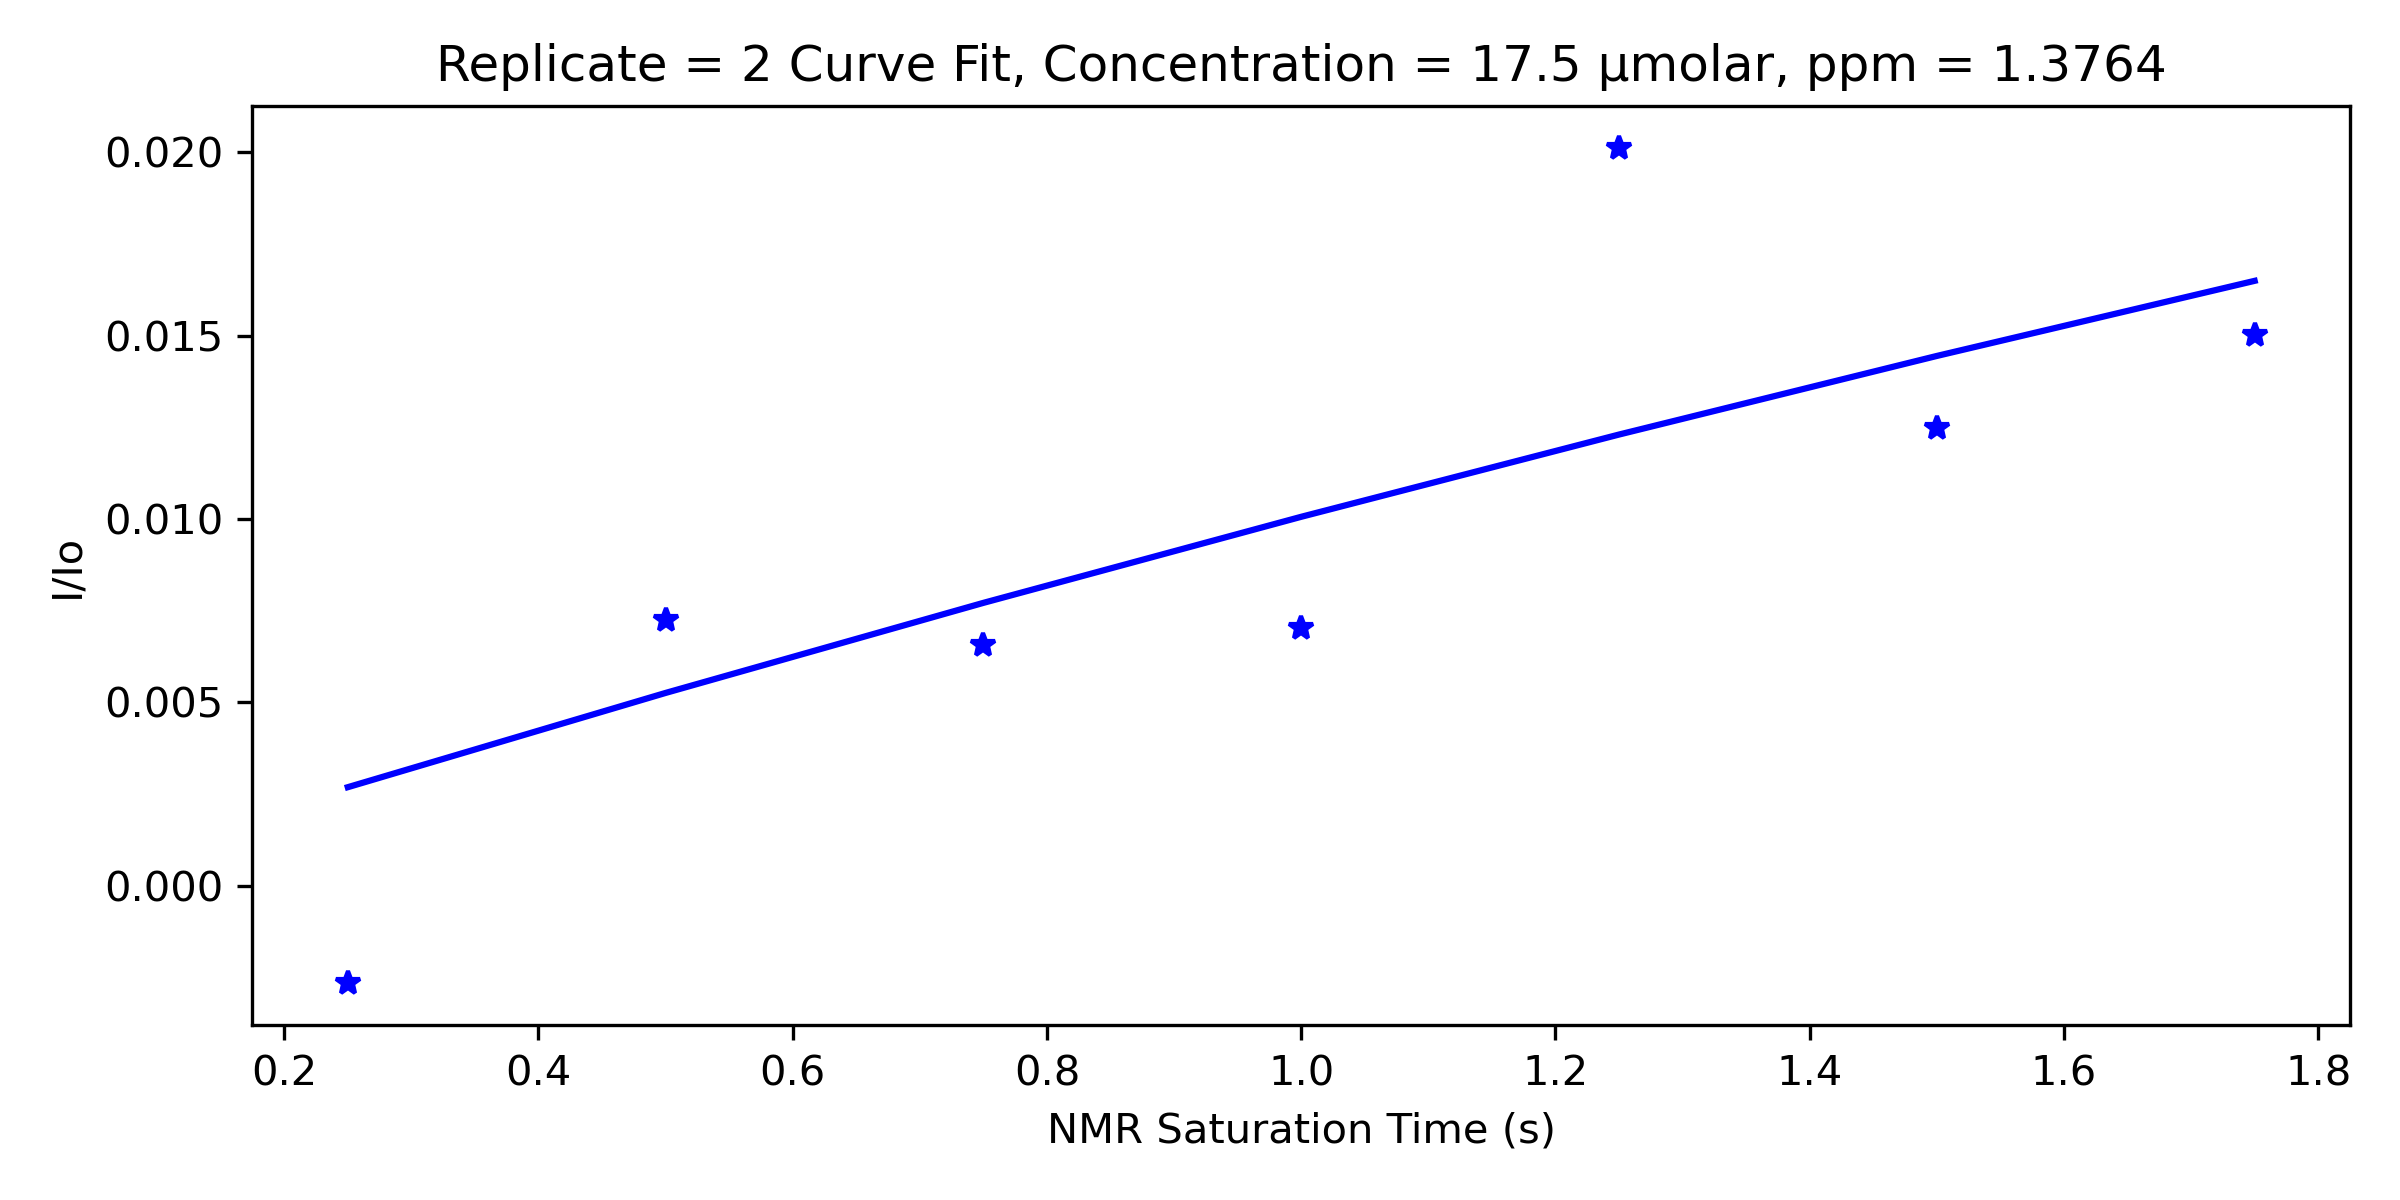 Replicate = 2 Curve Fit, Concentration = 17.5 μmolar, ppm = 1.3764
0.020
0.015
0.010
0.005
0.000
I/Io
0.2 0.4 0.6 0.8 1.0 1.2 1.4 1.6 1.8
NMR Saturation Time (s)